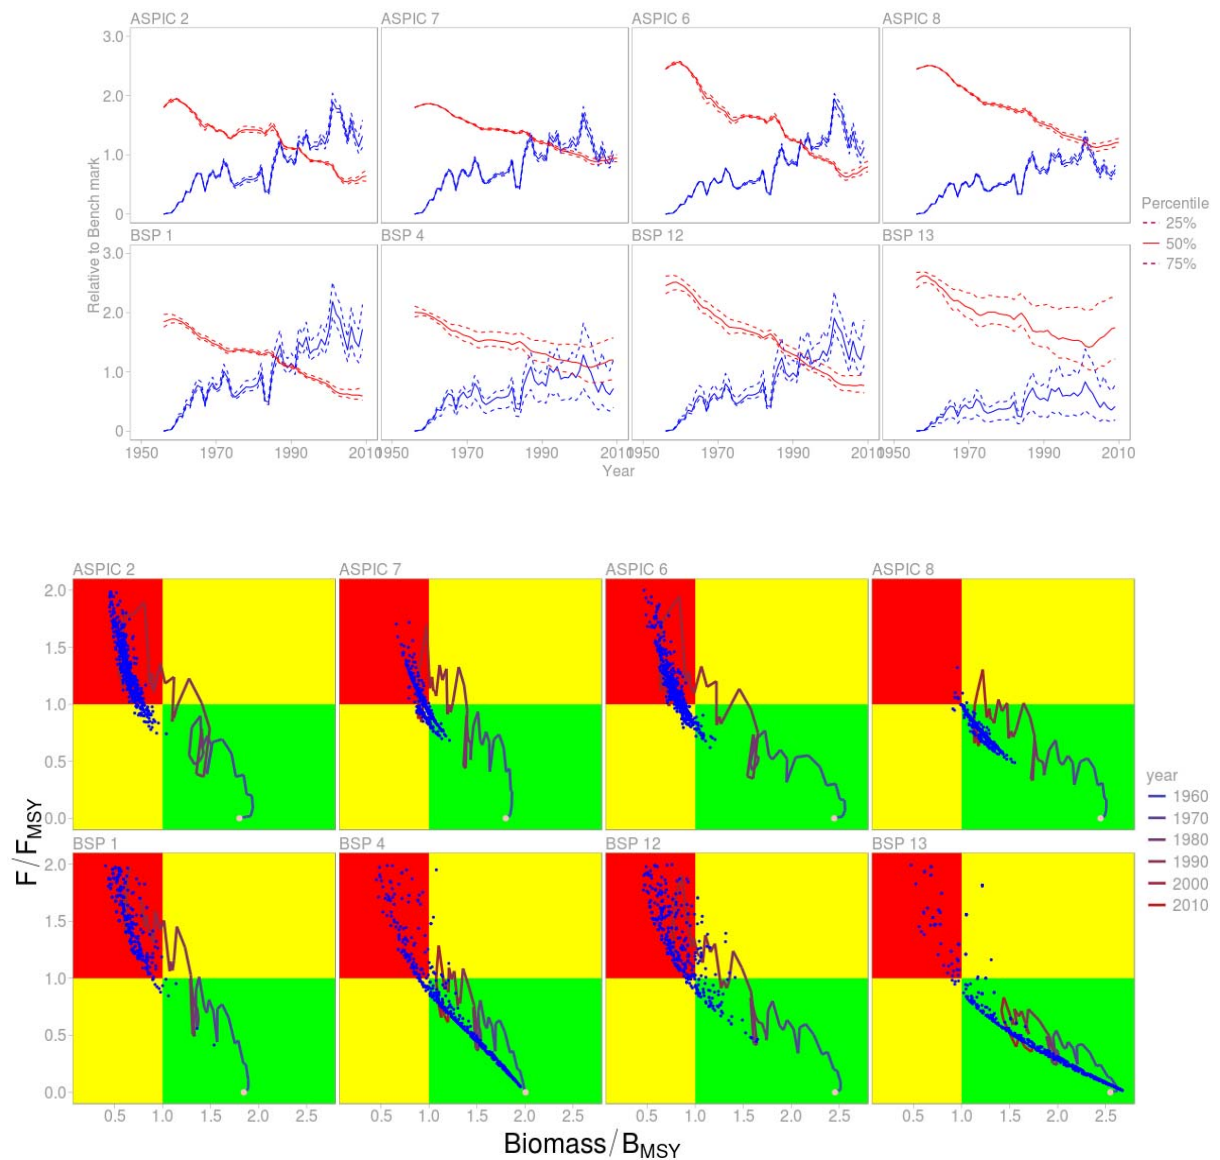 ASPIC 2 ASPIC 7 ASPIC 6 ASPIC 8
3.0
2.0
1.0
0
BSP 1 BSP 4 BSP 12 BSP 13
3.0
2.0
1.0
0
Relative to Bench mark
1950 1970 1990 2010 1950 1970 1990 2010 1950 1970 1990 2010 1950 1970 1990 2010
Year
Percentile
25%
50%
75%
ASPIC 2 ASPIC 7 ASPIC 6 ASPIC 8
2.0
1.5
1.0
0.5
0.0
BSP 1 BSP 4 BSP 12 BSP 13
2.0
1.5
1.0
0.5
0.0
F/FMSY
0.5 1.0 1.5 2.0 2.5 0.5 1.0 1.5 2.0 2.5 0.5 1.0 1.5 2.0 2.5 0.5 1.0 1.5 2.0 2.5
Biomass/BMSY
year
1960
1970
1980
1990
2000
2010